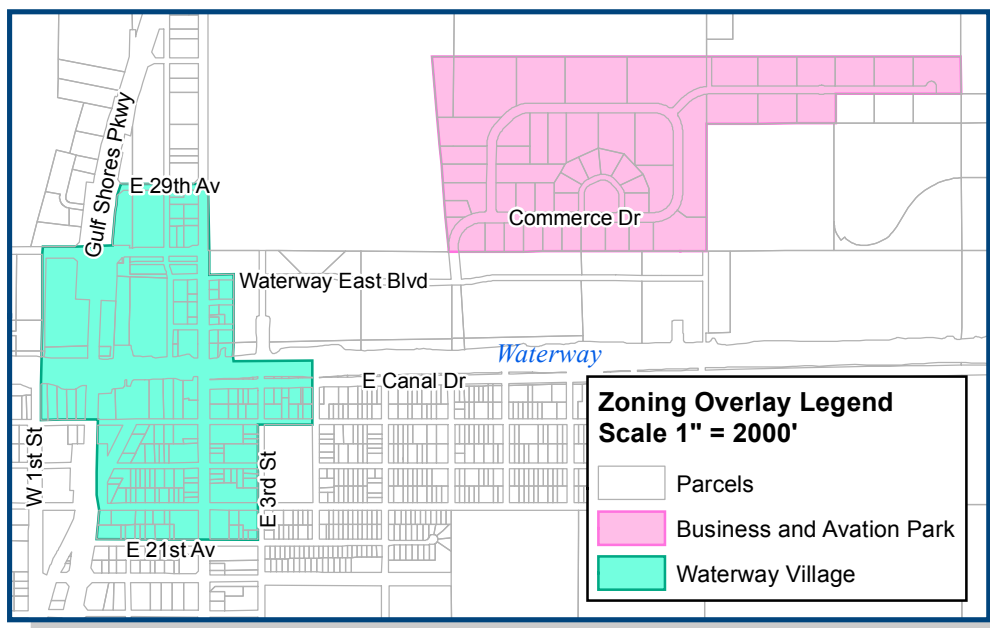 Gulf Shores Pkwy
E 29th Av
Commerce Dr
Waterway East Blvd
Waterway
E Canal Dr
W 1st St
E 3rd St
E 21st Av
Zoning Overlay Legend
Scale 1" = 2000'
Parcels
Business and Avation Park
Waterway Village